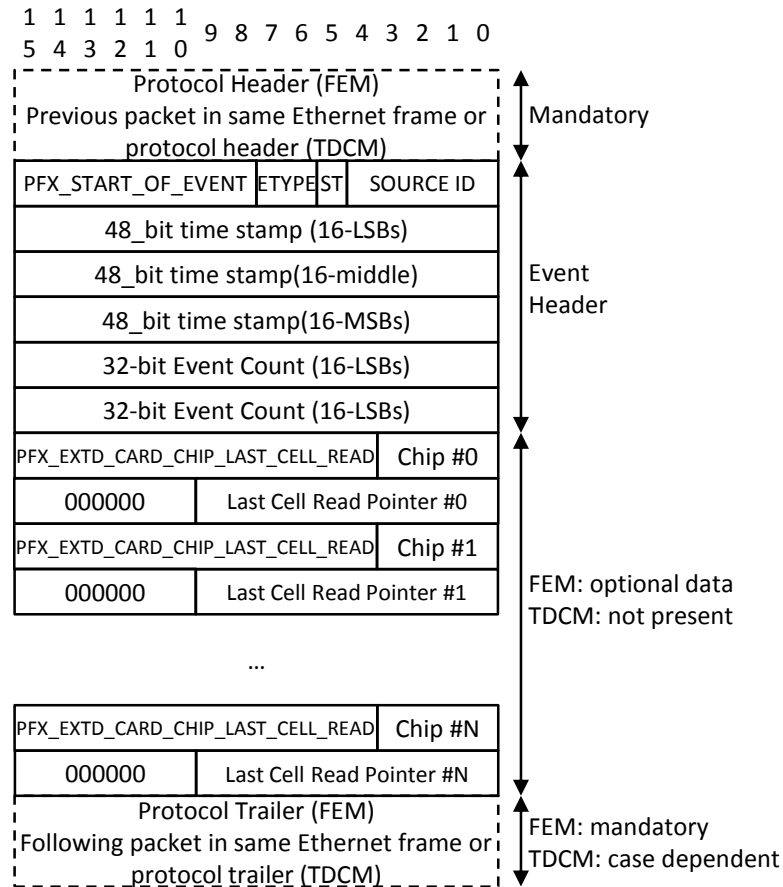 1 1 1 1 1 1
5 4 3 2 1 0 9 8 7 6 5 4 3 2 1 0
Protocol Header (FEM)
Previous packet in same Ethernet frame or
protocol header (TDCM)
Mandatory
PFX_START_OF_EVENT ETYPE ST SOURCE ID
48_bit time stamp (16-LSBs)
48_bit time stamp(16-middle)
48_bit time stamp(16-MSBs)
32-bit Event Count (16-LSBs)
32-bit Event Count (16-LSBs)
Event
Header
PFX_EXTD_CARD_CHIP_LAST_CELL_READ Chip #0
000000 Last Cell Read Pointer #0
PFX_EXTD_CARD_CHIP_LAST_CELL_READ Chip #1
000000 Last Cell Read Pointer #1
...
PFX_EXTD_CARD_CHIP_LAST_CELL_READ Chip #N
000000 Last Cell Read Pointer #N
FEM: optional data
TDCM: not present
Protocol Trailer (FEM)
Following packet in same Ethernet frame or
protocol trailer (TDCM)
FEM: mandatory
TDCM: case dependent